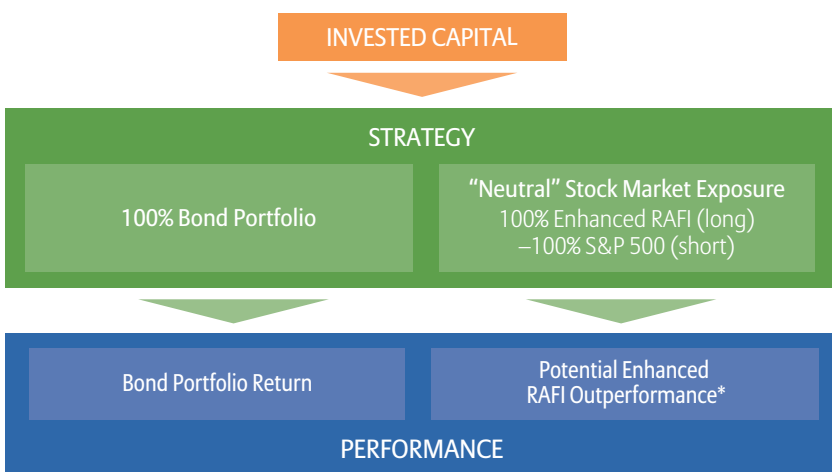 INVESTED CAPITAL
STRATEGY
100% Bond Portfolio
“Neutral” Stock Market Exposure
100% Enhanced RAFI (long)
–100% S&P 500 (short)
Bond Portfolio Return
Potential Enhanced
RAFI Outperformance*
PERFORMANCE